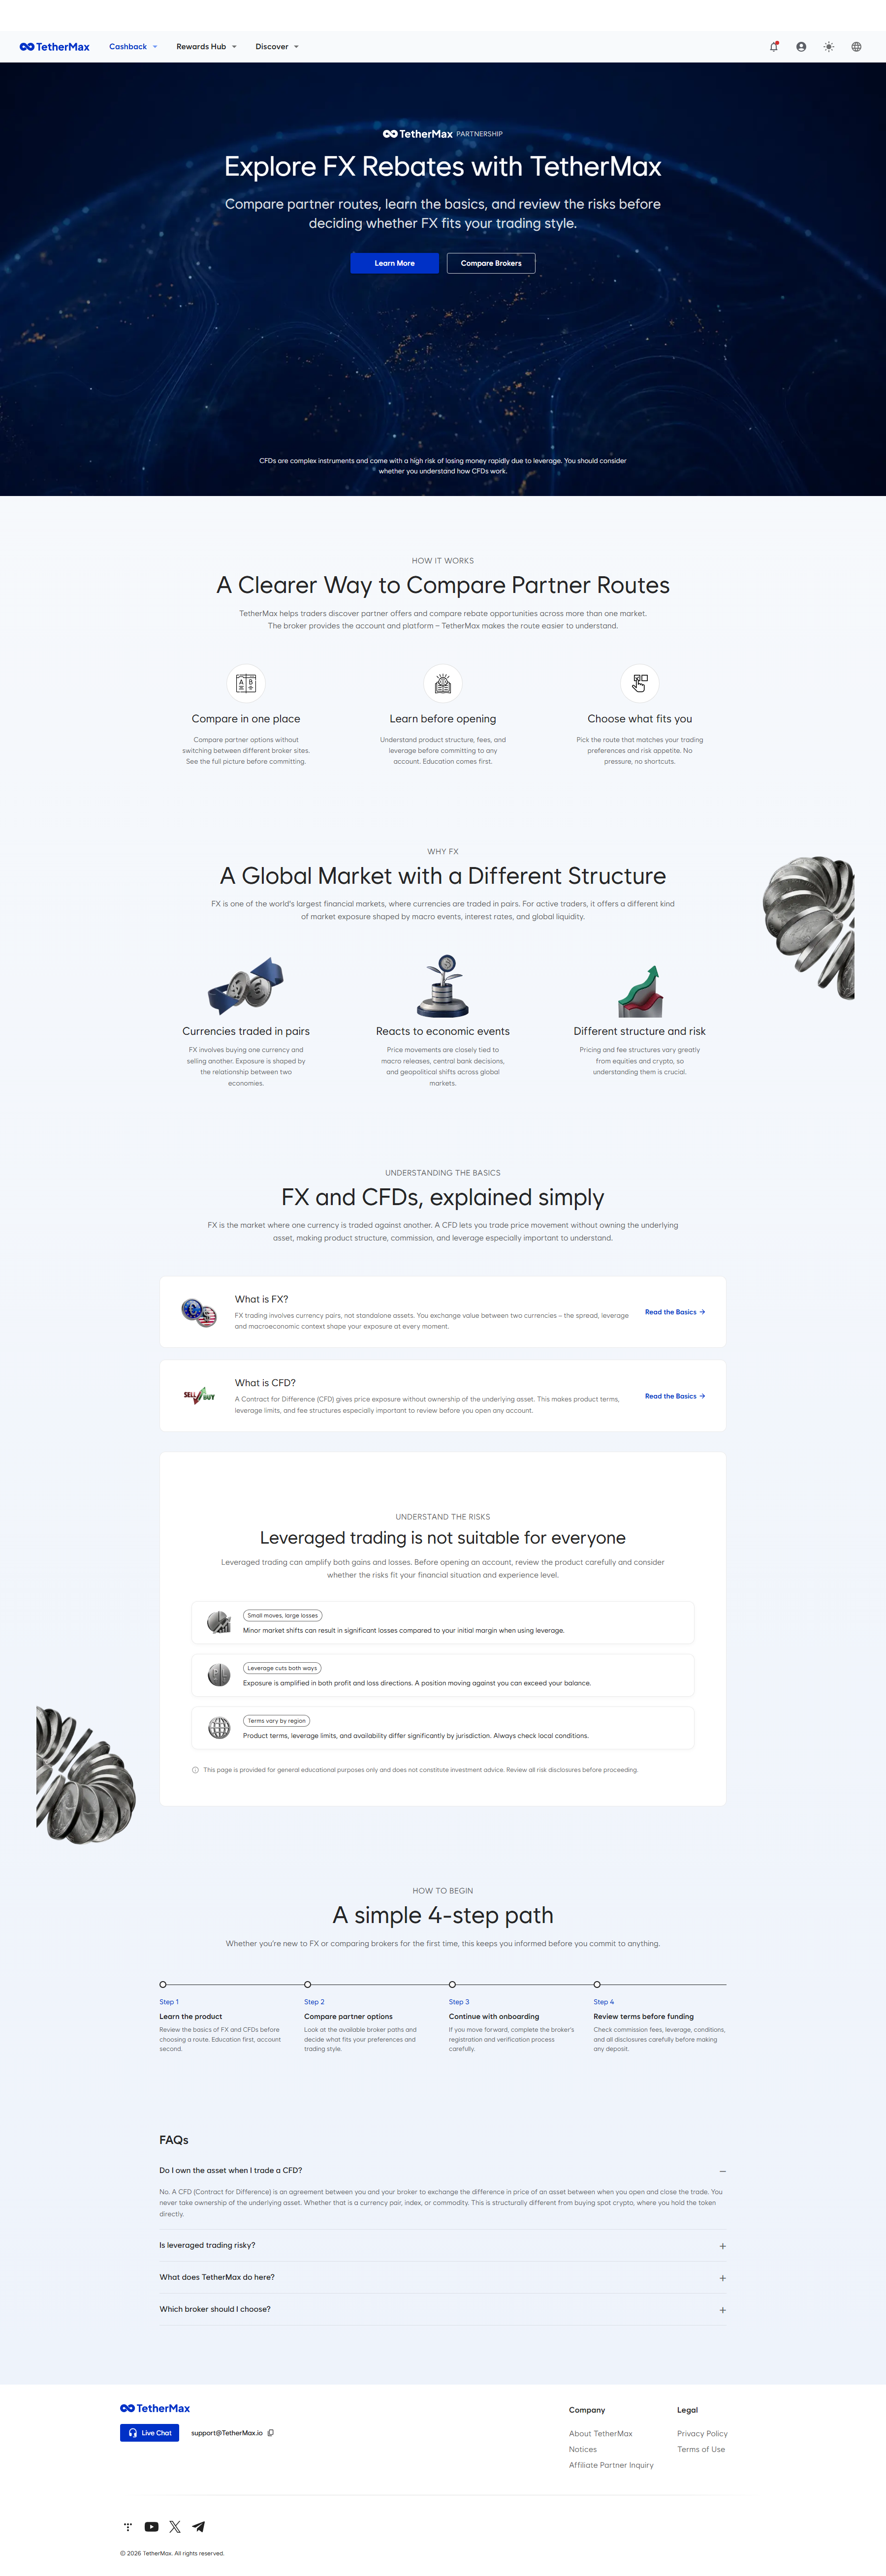 TetherMax
Cashback
Rewards Hub
Discover
TetherMax PARTNERSHIP
Explore FX Rebates with TetherMax
Compare partner routes, learn the basics, and review the risks before
deciding whether FX fits your trading style.
Learn More
Compare Brokers
CFDs are complex instruments and come with a high risk of losing money rapidly due to leverage. You should consider
whether you understand how CFDs work.
HOW IT WORKS
A Clearer Way to Compare Partner Routes
TetherMax helps traders discover partner offers and compare rebate opportunities across more than one market.
The broker provides the account and platform – TetherMax makes the route easier to understand.
A B
Compare in one place
Compare partner options without
switching between different broker sites.
See the full picture before committing.
Learn before opening
Understand product structure, fees, and
leverage before committing to any
account. Education comes first.
Choose what fits you
Pick the route that matches your trading
preferences and risk appetite. No
pressure, no shortcuts.
WHY FX
A Global Market with a Different Structure
FX is one of the world's largest financial markets, where currencies are traded in pairs. For active traders, it offers a different kind
of market exposure shaped by macro events, interest rates, and global liquidity.
Currencies traded in pairs
FX involves buying one currency and
selling another. Exposure is shaped by
the relationship between two
economies.
Reacts to economic events
Price movements are closely tied to
macro releases, central bank decisions,
and geopolitical shifts across global
markets.
Different structure and risk
Pricing and fee structures vary greatly
from equities and crypto, so
understanding them is crucial.
UNDERSTANDING THE BASICS
FX and CFDs, explained simply
FX is the market where one currency is traded against another. A CFD lets you trade price movement without owning the underlying
asset, making product structure, commission, and leverage especially important to understand.
What is FX?
FX trading involves currency pairs, not standalone assets. You exchange value between two currencies – the spread, leverage
and macroeconomic context shape your exposure at every moment.
Read the Basics →
SELL BUY
What is CFD?
A Contract for Difference (CFD) gives price exposure without ownership of the underlying asset. This makes product terms,
leverage limits, and fee structures especially important to review before you open any account.
Read the Basics →
UNDERSTAND THE RISKS
Leveraged trading is not suitable for everyone
Leveraged trading can amplify both gains and losses. Before opening an account, review the product carefully and consider
whether the risks fit your financial situation and experience level.
Small moves, large losses
Minor market shifts can result in significant losses compared to your initial margin when using leverage.
Leverage cuts both ways
Exposure is amplified in both profit and loss directions. A position moving against you can exceed your balance.
Terms vary by region
Product terms, leverage limits, and availability differ significantly by jurisdiction. Always check local conditions.
This page is provided for general educational purposes only and does not constitute investment advice. Review all risk disclosures before proceeding.
HOW TO BEGIN
A simple 4-step path
Whether you're new to FX or comparing brokers for the first time, this keeps you informed before you commit to anything.
Step 1
Learn the product
Review the basics of FX and CFDs before
choosing a route. Education first, account
second.
Step 2
Compare partner options
Look at the available broker paths and
decide what fits your preferences and
trading style.
Step 3
Continue with onboarding
If you move forward, complete the broker's
registration and verification process
carefully.
Step 4
Review terms before funding
Check commission fees, leverage, conditions,
and all disclosures carefully before making
any deposit.
FAQs
Do I own the asset when I trade a CFD?
No. A CFD (Contract for Difference) is an agreement between you and your broker to exchange the difference in price of an asset between when you open and close the trade. You
never take ownership of the underlying asset. Whether that is a currency pair, index, or commodity. This is structurally different from buying spot crypto, where you hold the token
directly.
Is leveraged trading risky?
What does TetherMax do here?
Which broker should I choose?
TetherMax
Live Chat
support@TetherMax.io
Company
About TetherMax
Notices
Affiliate Partner Inquiry
Legal
Privacy Policy
Terms of Use
© 2026 TetherMax. All rights reserved.